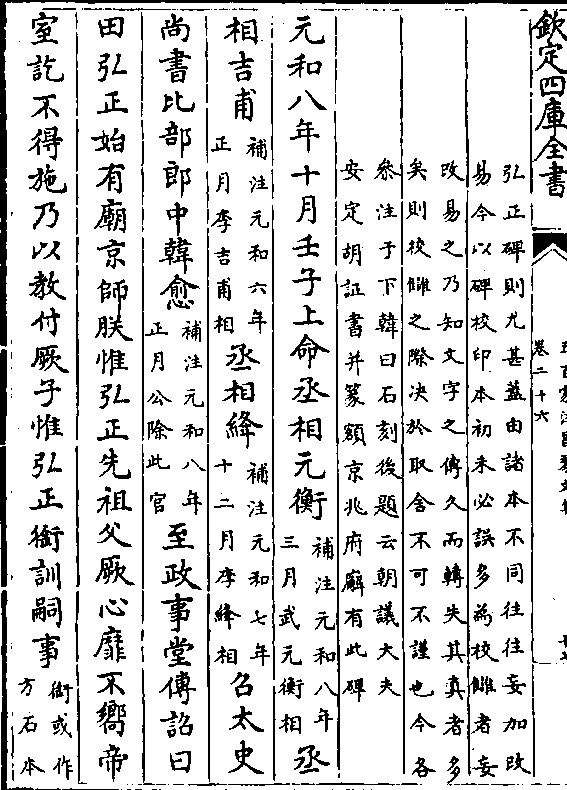 欽定四庫全書
卷二十六
弘正碑則尤甚蓋由諸本不同往往妄加改
易今以碑校印本初未必誤多為校讎者妄
改易之乃知文字之傳久而轉失其真者多
矣則校讎之際决於取舍不可不謹也今各
叅注于下韓曰石刻後題云朝議大夫
安定胡証書并篆額京兆府廨有此碑
元和八年十月壬子上命丞相元衡補注元和八年三月武元衡相丞
相吉甫補注元和六年正月李吉甫相丞相絳補注元和七年十二月李絳相召太史
尚書比部郎中韓愈補注元和八年正月公除此官至政事堂傳詔曰
田弘正始有廟京師朕惟弘正先祖父厥心靡不嚮帝
室訖不得施乃以教付厥子惟弘正銜訓嗣事銜或作方石本